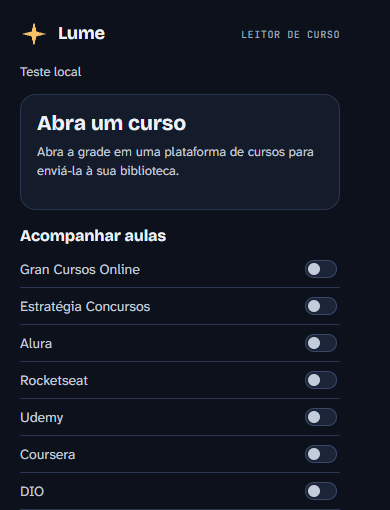 Lume
LEITOR DE CURSO
Teste local
Abra um curso
Abra a grade em uma plataforma de cursos para
enviá-la à sua biblioteca.
Acompanhar aulas
Gran Cursos Online
Estratégia Concursos
Alura
Rocketseat
Udemy
Coursera
DIO